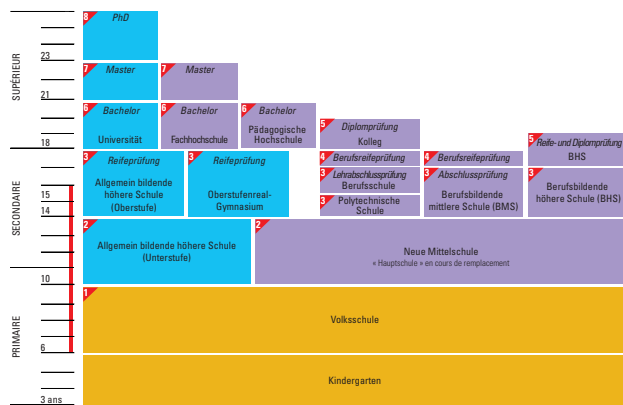 SUPÉRIEUR
SECONDAIRE
PRIMAIRE
23
21
18
15
14
10
6
3 ans
8 PhD
7 Master
7 Master
6 Bachelor
Universität
6 Bachelor
Fachhochschule
6 Bachelor
Pädagogische
Hochschule
5 Diplomprüfung
Kolleg
5 Reife- und Diplomprüfung
BHS
3 Reifeprüfung
Allgemein bildende
höhere Schule
(Oberstufe)
3 Reifeprüfung
Oberstufenreal-
Gymnasium
4 Berufsreifeprüfung
3 Lehrabschlussprüfung
Berufsschule
3 Polytechnische
Schule
4 Berufsreifeprüfung
3 Abschlussprüfung
Berufsbildende
mittlere Schule (BMS)
3 Berufsbildende
höhere Schule (BHS)
2 Allgemein bildende höhere Schule
(Unterstufe)
2 Neue Mittelschule
« Hauptschule » en cours de remplacement
1
Volksschule
Kindergarten